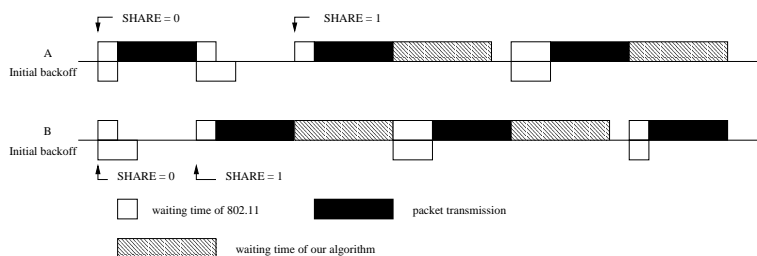 SHARE = 0
SHARE = 1
A
Initial backoff
B
Initial backoff
SHARE = 0
SHARE = 1
waiting time of 802.11
packet transmission
waiting time of our algorithm